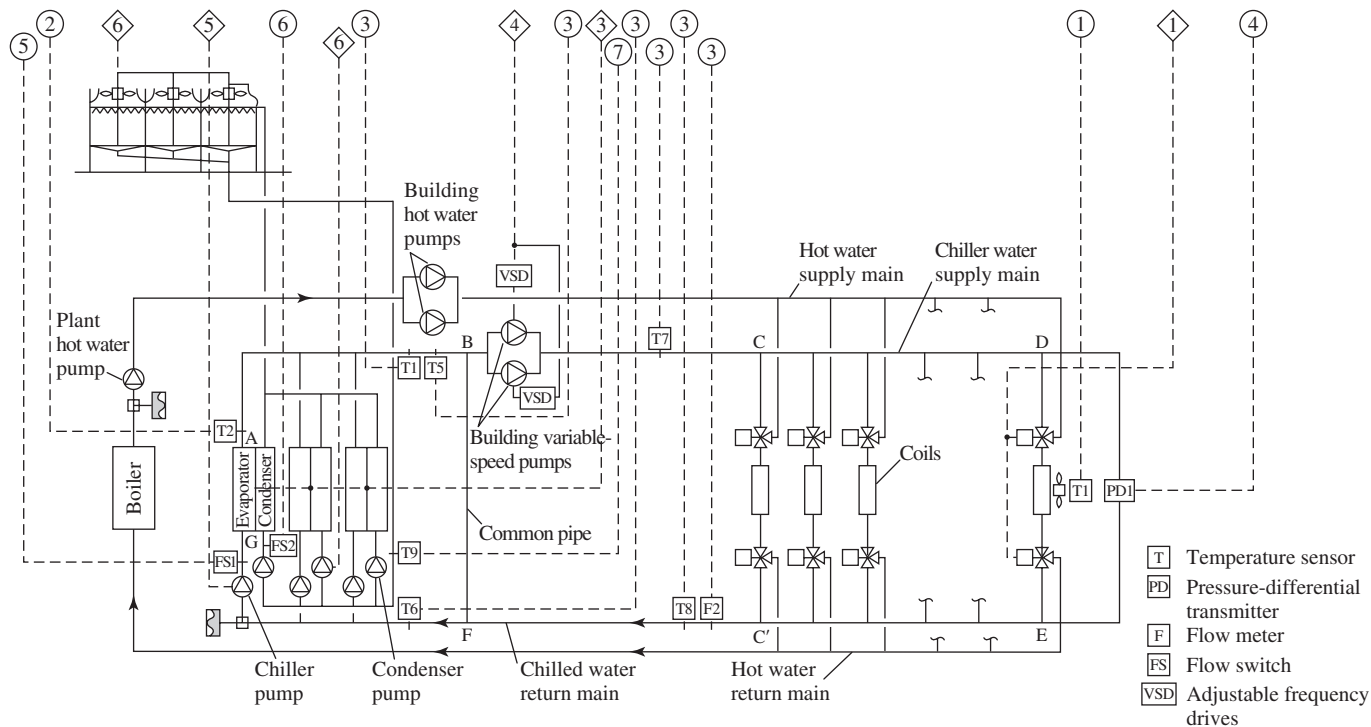 2
6
5
6
3
4
3
3
3
3
1
1
4
5
6
7
3
3
Building
hot water
pumps
VSD
Hot water
supply main
Chiller water
supply main
Plant
hot water
pump
B
T7
C
D
T1
T5
VSD
T2
A
Building variable-
speed pumps
Coils
Boiler
Evaporator
Condenser
T1
PD1
Common pipe
G
FS2
FS1
T9
T6
T8
F2
F
C′
E
Chiller
pump
Condenser
pump
Chilled water
return main
Hot water
return main
T Temperature sensor
PD Pressure-differential
transmitter
F Flow meter
FS Flow switch
VSD Adjustable frequency
drives